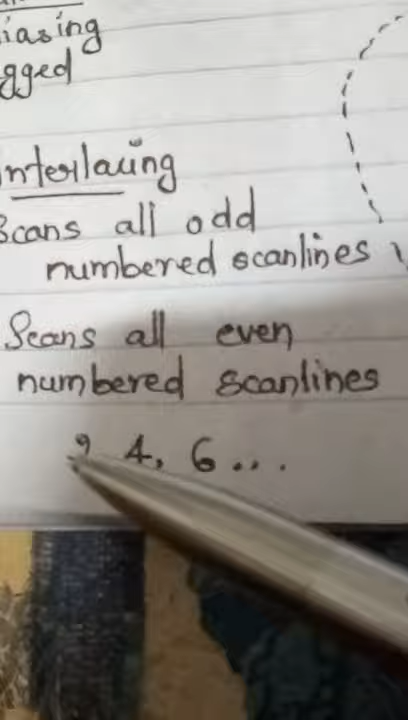 iasing
gged
nterlacing
Scans all odd
numbered scanlines
Scans all even
numbered scanlines
4, 6...